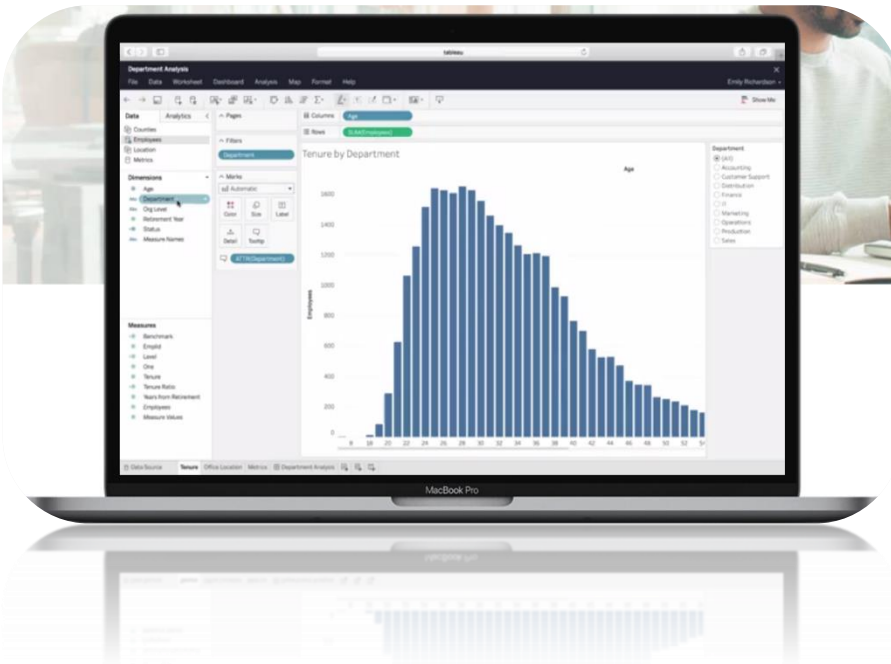 tableau
Department Analysis
File Data Worksheet Dashboard Analysis Map Format Help
Emily Richardson
Show Me
Data Analytics
Counties
Employees
Location
Metrics
Dimensions
Age
Abc Department
Abc Org Level
Retirement Year
Status
Abc Measure Names
Measures
Benchmark
EmpId
Level
One
Tenure
Tenure Ratio
Years from Retirement
Employees
Measure Values
Pages
Filters
Department
Marks
Automatic
Color Size Label
Detail Tooltip
ATTR(Department)
Columns Age
Rows SUM(Employees)
Tenure by Department
Age
Employees
1600
1400
1200
1000
800
600
400
200
0
18 20 22 24 26 28 30 32 34 36 38 40 42 44 46 48 50 52
Department
(All)
Accounting
Customer Support
Distribution
Finance
IT
Marketing
Operations
Production
Sales
Data Source Tenure Office Location Metrics Department Analysis
MacBook Pro